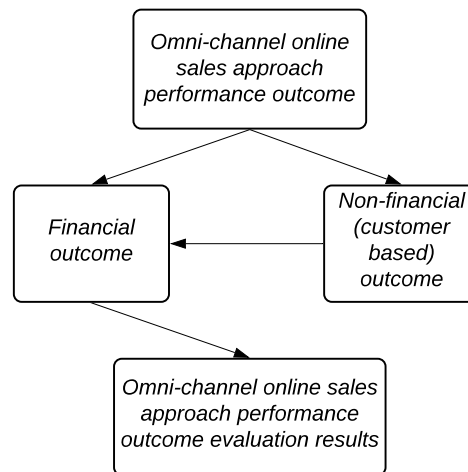 Omni-channel online
sales approach
performance outcome
Financial
outcome
Non-financial
(customer
based)
outcome
Omni-channel online sales
approach performance
outcome evaluation results